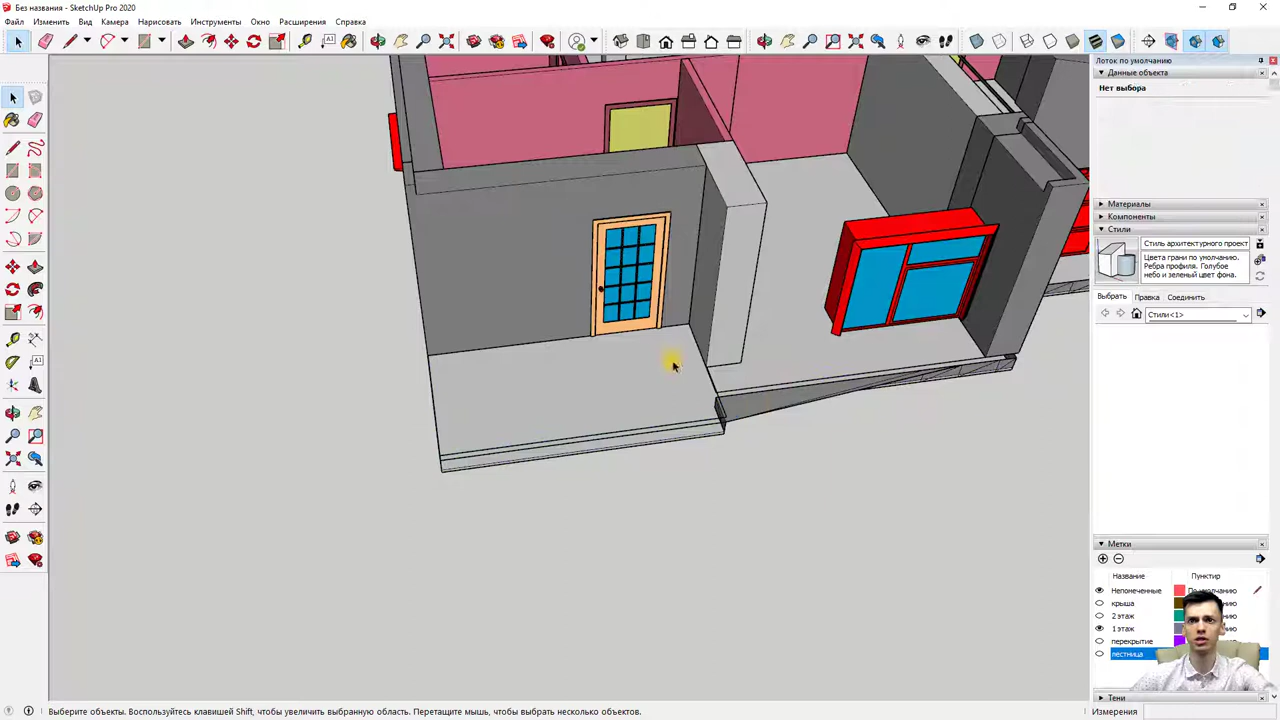 Без названия - SketchUp Pro 2020
Файл Изменить Вид Камера Нарисовать Инструменты Окно Расширения Справка
Лоток по умолчанию
Данные объекта
Нет выбора
Материалы
Компоненты
Стили
Стиль архитектурного проект
Цвета грани по умолчанию.
Ребра профиля. Голубое
небо и зеленый цвет фона.
Выбрать Правка Соединить
Стили<1>
Метки
Название Пунктир
Непомеченные
крыша
2 этаж
1 этаж
перекрытие
лестница
Тени
Выберите объекты. Воспользуйтесь клавишей Shift, чтобы увеличить выбранную область. Перетащите мышь, чтобы выбрать несколько объектов.
Измерения